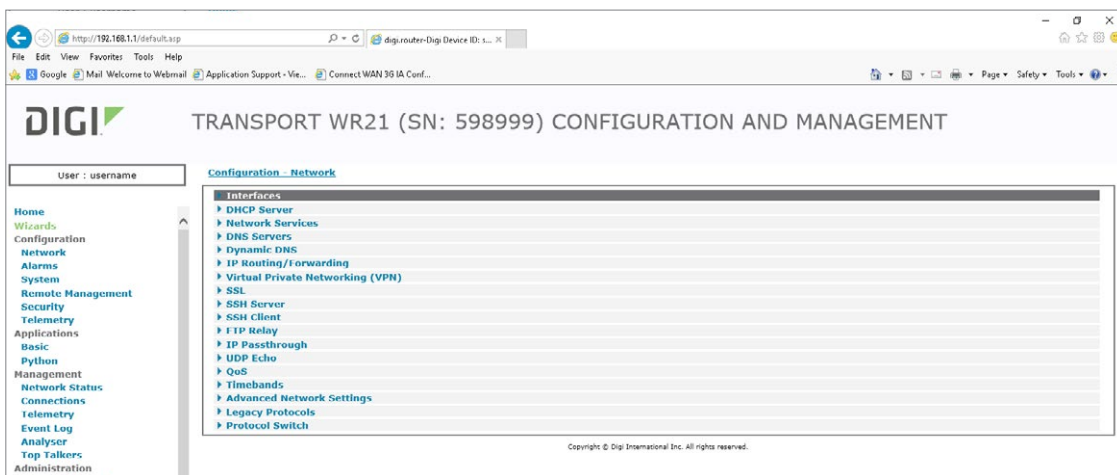 http://192.168.1.1/default.asp
digi.router-Digi Device ID: s...
File Edit View Favorites Tools Help
Google Mail Welcome to Webmail Application Support - Vie... Connect WAN 3G IA Conf...
Page Safety Tools
DIGI
TRANSPORT WR21 (SN: 598999) CONFIGURATION AND MANAGEMENT
User : username
Configuration - Network
Home
Wizards
Configuration
Network
Alarms
System
Remote Management
Security
Telemetry
Applications
Basic
Python
Management
Network Status
Connections
Telemetry
Event Log
Analyser
Top Talkers
Administration
Interfaces
DHCP Server
Network Services
DNS Servers
Dynamic DNS
IP Routing/Forwarding
Virtual Private Networking (VPN)
SSL
SSH Server
SSH Client
FTP Relay
IP Passthrough
UDP Echo
QoS
Timebands
Advanced Network Settings
Legacy Protocols
Protocol Switch
Copyright © Digi International Inc. All rights reserved.